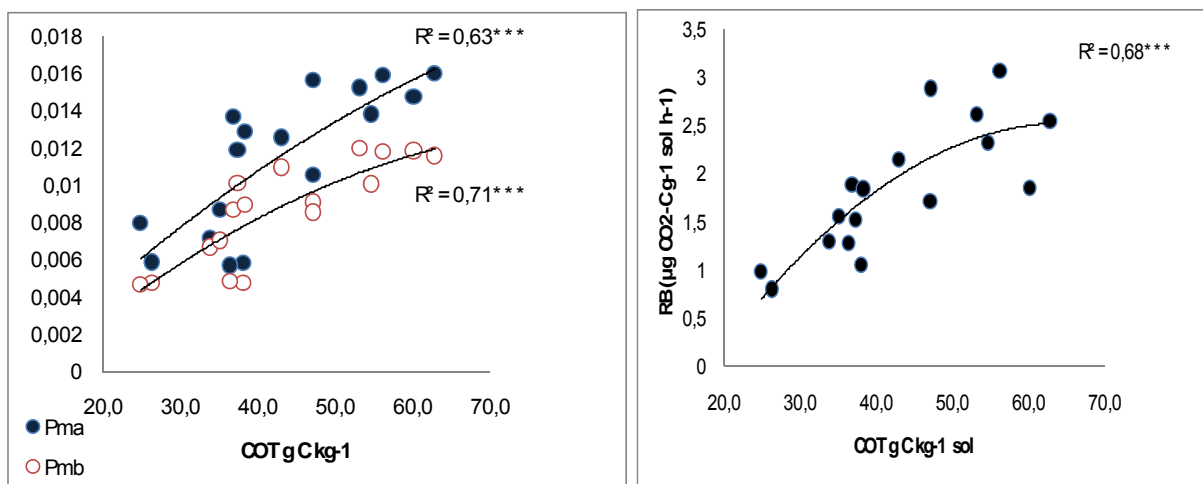 0,018
0,016
0,014
0,012
0,01
0,008
0,006
0,004
0,002
0
R² = 0,63***
R² = 0,71***
20,0 30,0 40,0 50,0 60,0 70,0
COT g C kg-1
Pma
Pmb
3,5
3
2,5
2
1,5
1
0,5
0
RB (µg CO2-C g-1 sol h-1)
R² = 0,68***
20,0 30,0 40,0 50,0 60,0 70,0
COT g C kg-1 sol